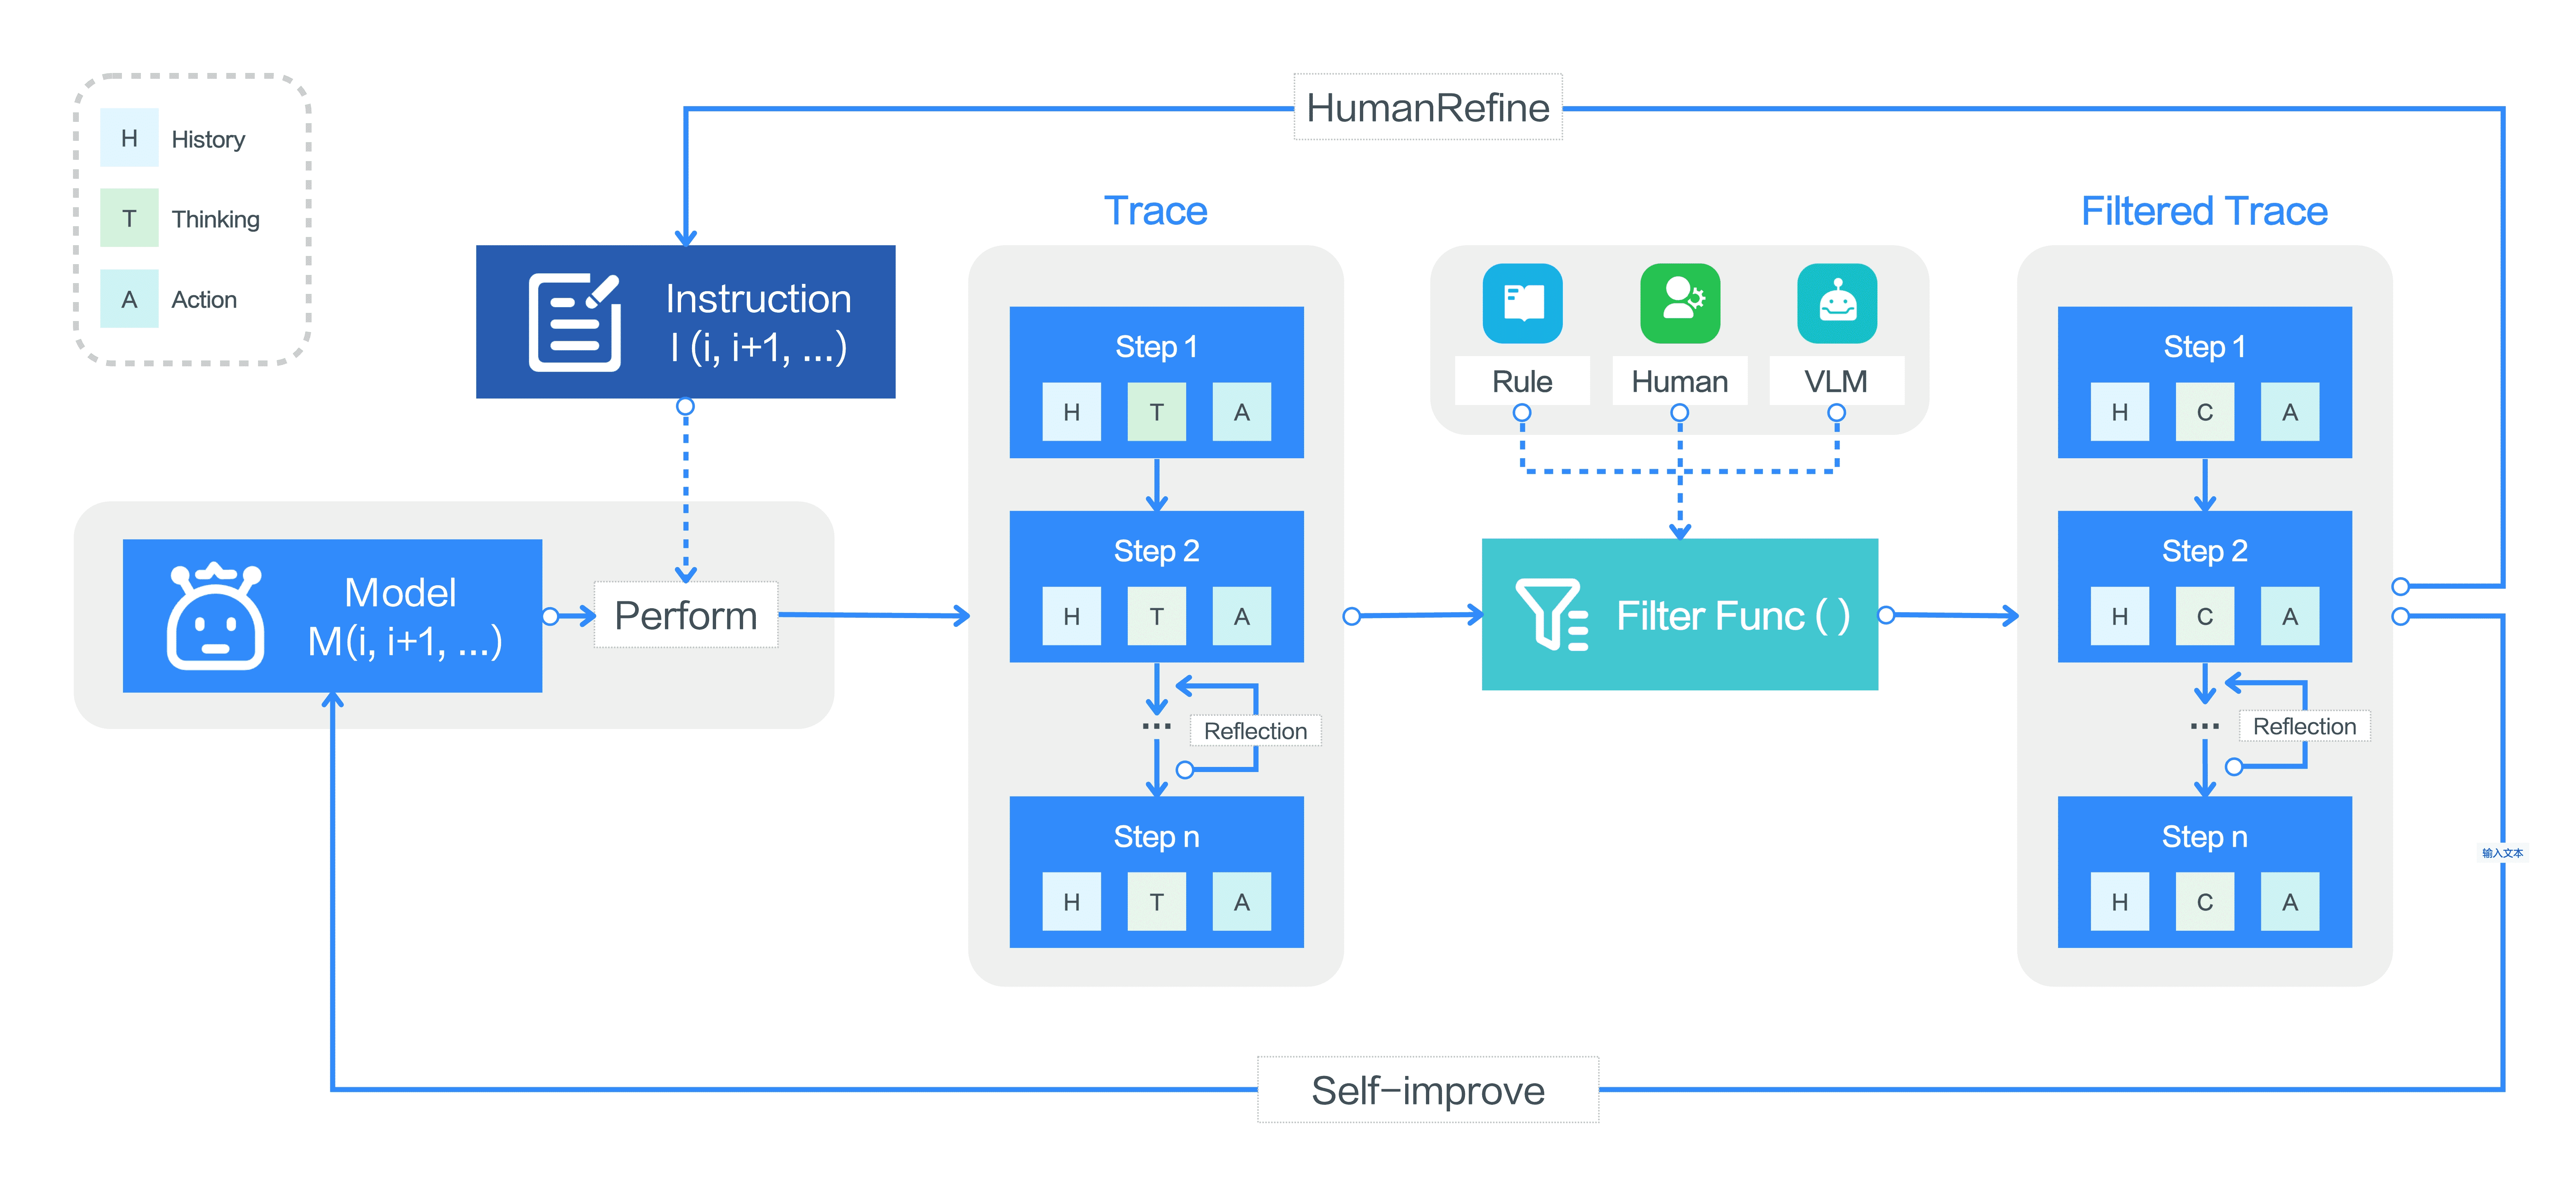 HumanRefine
H History
T Thinking
A Action
Trace
Filtered Trace
Instruction
I (i, i+1, ...)
Model
M(i, i+1, ...)
Perform
Step 1
H T A
Step 2
H T A
...
Reflection
Step n
H T A
Rule
Human
VLM
Filter Func ( )
Step 1
H C A
Step 2
H C A
...
Reflection
Step n
H C A
输入文本
Self-improve